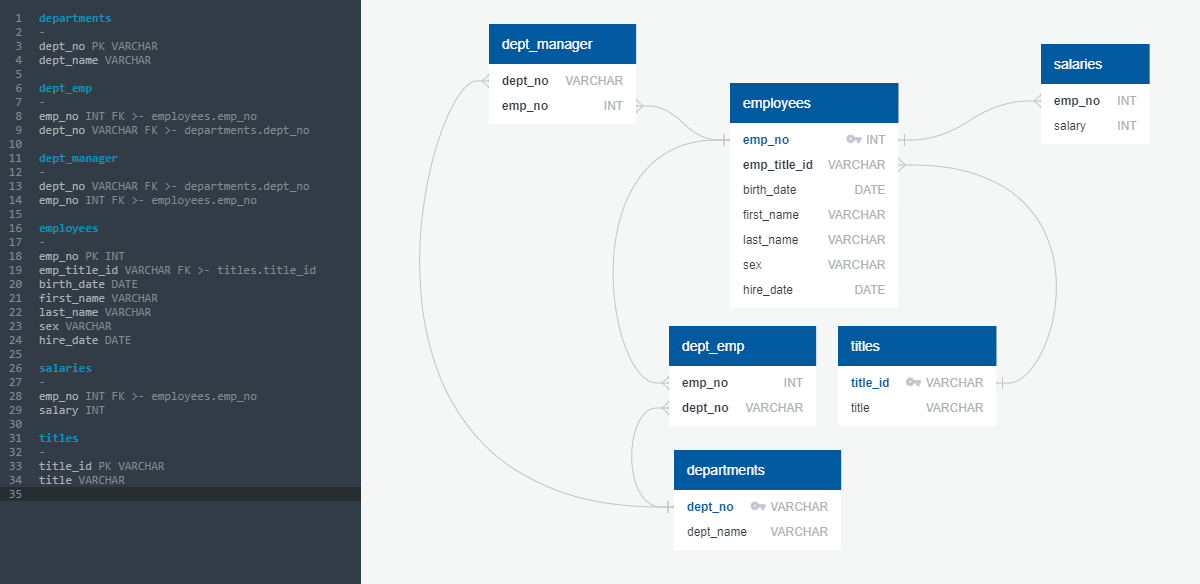 1 departments
2 -
3 dept_no PK VARCHAR
4 dept_name VARCHAR
5
6 dept_emp
7 -
8 emp_no INT FK >- employees.emp_no
9 dept_no VARCHAR FK >- departments.dept_no
10
11 dept_manager
12 -
13 dept_no VARCHAR FK >- departments.dept_no
14 emp_no INT FK >- employees.emp_no
15
16 employees
17 -
18 emp_no PK INT
19 emp_title_id VARCHAR FK >- titles.title_id
20 birth_date DATE
21 first_name VARCHAR
22 last_name VARCHAR
23 sex VARCHAR
24 hire_date DATE
25
26 salaries
27 -
28 emp_no INT FK >- employees.emp_no
29 salary INT
30
31 titles
32 -
33 title_id PK VARCHAR
34 title VARCHAR
35
dept_manager
dept_no VARCHAR
emp_no INT
employees
emp_no INT
emp_title_id VARCHAR
birth_date DATE
first_name VARCHAR
last_name VARCHAR
sex VARCHAR
hire_date DATE
salaries
emp_no INT
salary INT
dept_emp
emp_no INT
dept_no VARCHAR
titles
title_id VARCHAR
title VARCHAR
departments
dept_no VARCHAR
dept_name VARCHAR